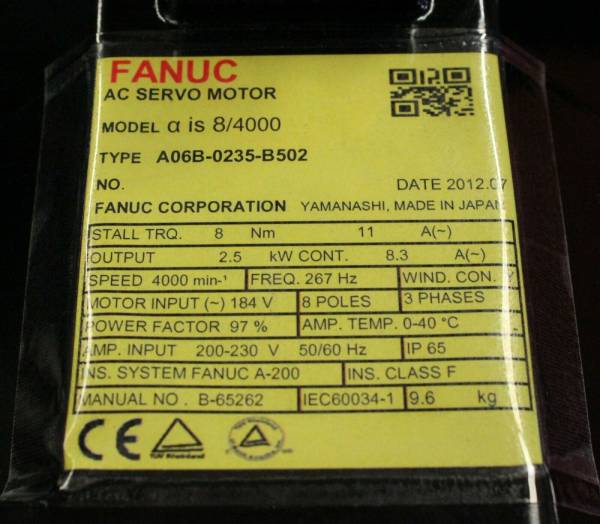 FANUC
AC SERVO MOTOR
MODEL α is 8/4000
TYPE A06B-0235-B502
NO. DATE 2012.07
FANUC CORPORATION YAMANASHI, MADE IN JAPAN
STALL TRQ. 8 Nm 11 A(~)
OUTPUT 2.5 kW CONT. 8.3 A(~)
SPEED 4000 min-¹ FREQ. 267 Hz WIND. CON. Y
MOTOR INPUT (~) 184 V 8 POLES 3 PHASES
POWER FACTOR 97 % AMP. TEMP. 0-40 °C
AMP. INPUT 200-230 V 50/60 Hz IP 65
INS. SYSTEM FANUC A-200 INS. CLASS F
MANUAL NO . B-65262 IEC60034-1 9.6 kg
CE TÜV Rheinland